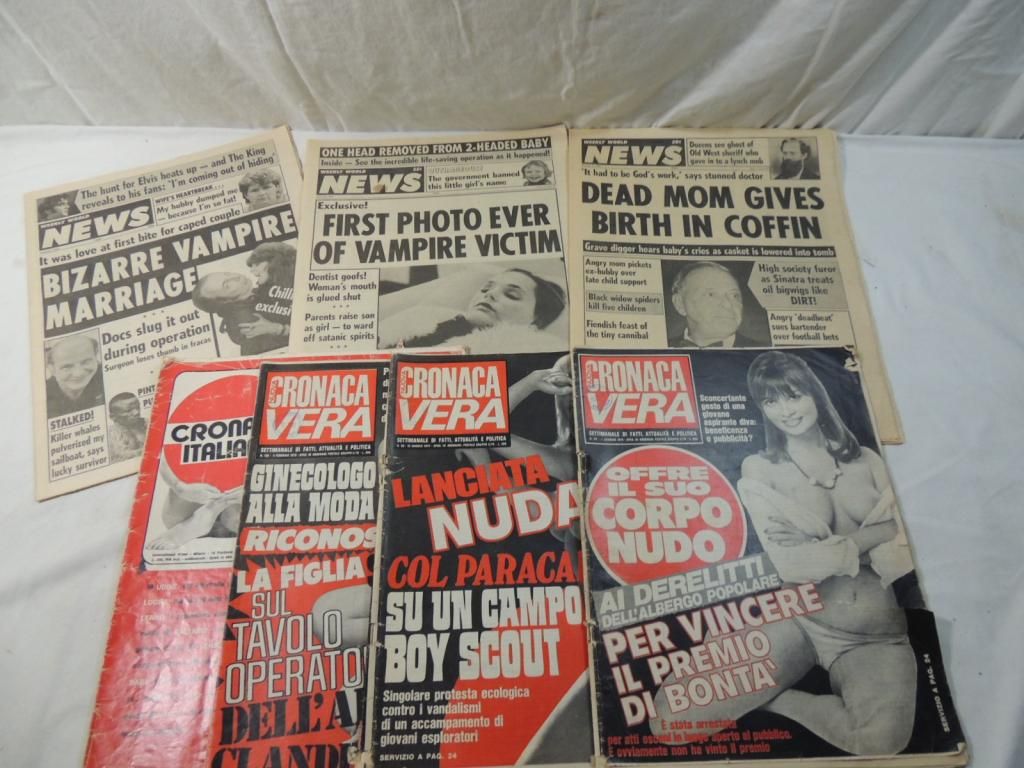 The hunt for Elvis heats up — and The King
reveals to his fans: 'I'm coming out of hiding'
WEEKLY WORLD
NEWS
WIFE'S HEARTBREAK . . .
My hubby dumped me
— because I'm so fat!
It was love at first bite for caped couple
BIZARRE VAMPIRE
MARRIAGE
exclusi
Docs slug it out
during operation
Surgeon loses thumb in fracas
STALKED!
Killer whales
pulverized my
sailboat, says
lucky survivor
ONE HEAD REMOVED FROM 2-HEADED BABY
Inside — See the incredible life-saving operation as it happened!
WEEKLY WORLD
NEWS
The government banned
this little girl's name
Exclusive!
FIRST PHOTO EVER
OF VAMPIRE VICTIM
Dentist goofs!
Woman's mouth
is glued shut
Parents raise son
as girl — to ward
off satanic spirits
WEEKLY WORLD
NEWS
Dozens see ghost of
Old West sheriff who
gave in to a lynch mob
'It had to be God's work,' says stunned doctor
DEAD MOM GIVES
BIRTH IN COFFIN
Grave digger hears baby's cries as casket is lowered into tomb
Angry mom pickets
ex-hubby over
late child support
Black widow spiders
kill five children
Fiendish feast of
the tiny cannibal
High society furor
as Sinatra treats
oil bigwigs like
DIRT!
Angry 'deadbeat'
sues bartender
over football bets
CRONA
ITALIA
CRONACA
VERA
SETTIMANALE DI FATTI, ATTUALITÀ E POLITICA
GINECOLOGO
ALLA MODA
RICONOS
LA FIGLIA
SUL
TAVOLO
OPERATO
DELL'A
CLAND
CRONACA
VERA
SETTIMANALE DI FATTI, ATTUALITÀ E POLITICA
LANCIATA
NUDA
COL PARACA
SU UN CAMPO
BOY SCOUT
Singolare protesta ecologica
contro i vandalismi
di un accampamento di
giovani esploratori
SERVIZIO A PAG. 24
CRONACA
VERA
SETTIMANALE DI FATTI, ATTUALITÀ E POLITICA
Sconcertante
gesto di una
giovane
aspirante diva:
beneficenza
o pubblicità?
OFFRE
IL SUO
CORPO
NUDO
AI DERELITTI
DELL'ALBERGO POPOLARE
PER VINCERE
IL PREMIO
DI BONTA'
È stata arrestata
per atti osceni in luogo aperto al pubblico.
E ovviamente non ha vinto il premio
SERVIZIO A PAG. 24